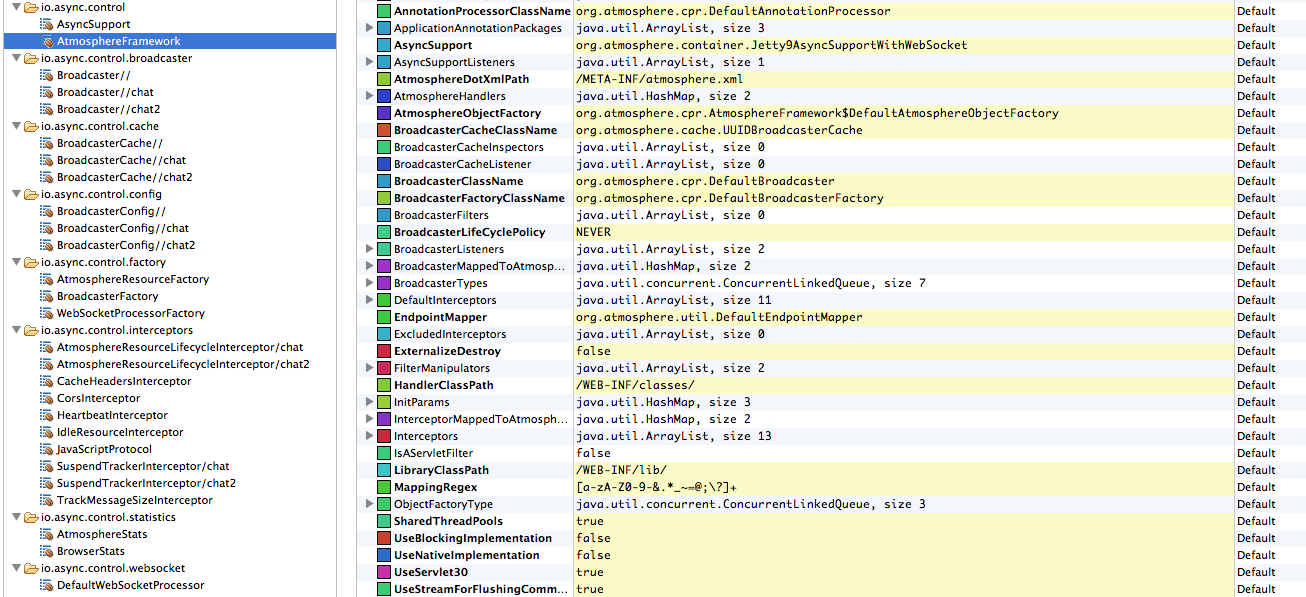 io.async.control
AsyncSupport
AtmosphereFramework
io.async.control.broadcaster
Broadcaster//
Broadcaster//chat
Broadcaster//chat2
io.async.control.cache
BroadcasterCache//
BroadcasterCache//chat
BroadcasterCache//chat2
io.async.control.config
BroadcasterConfig//
BroadcasterConfig//chat
BroadcasterConfig//chat2
io.async.control.factory
AtmosphereResourceFactory
BroadcasterFactory
WebSocketProcessorFactory
io.async.control.interceptors
AtmosphereResourceLifecycleInterceptor/chat
AtmosphereResourceLifecycleInterceptor/chat2
CacheHeadersInterceptor
CorsInterceptor
HeartbeatInterceptor
IdleResourceInterceptor
JavaScriptProtocol
SuspendTrackerInterceptor/chat
SuspendTrackerInterceptor/chat2
TrackMessageSizeInterceptor
io.async.control.statistics
AtmosphereStats
BrowserStats
io.async.control.websocket
DefaultWebSocketProcessor
AnnotationProcessorClassName org.atmosphere.cpr.DefaultAnnotationProcessor Default
ApplicationAnnotationPackages java.util.ArrayList, size 3 Default
AsyncSupport org.atmosphere.container.Jetty9AsyncSupportWithWebSocket Default
AsyncSupportListeners java.util.ArrayList, size 1 Default
AtmosphereDotXmlPath /META-INF/atmosphere.xml Default
AtmosphereHandlers java.util.HashMap, size 2 Default
AtmosphereObjectFactory org.atmosphere.cpr.AtmosphereFramework$DefaultAtmosphereObjectFactory Default
BroadcasterCacheClassName org.atmosphere.cache.UUIDBroadcasterCache Default
BroadcasterCacheInspectors java.util.ArrayList, size 0 Default
BroadcasterCacheListener java.util.ArrayList, size 0 Default
BroadcasterClassName org.atmosphere.cpr.DefaultBroadcaster Default
BroadcasterFactoryClassName org.atmosphere.cpr.DefaultBroadcasterFactory Default
BroadcasterFilters java.util.ArrayList, size 0 Default
BroadcasterLifeCyclePolicy NEVER Default
BroadcasterListeners java.util.ArrayList, size 2 Default
BroadcasterMappedToAtmosp... java.util.HashMap, size 2 Default
BroadcasterTypes java.util.concurrent.ConcurrentLinkedQueue, size 7 Default
DefaultInterceptors java.util.ArrayList, size 11 Default
EndpointMapper org.atmosphere.util.DefaultEndpointMapper Default
ExcludedInterceptors java.util.ArrayList, size 0 Default
ExternalizeDestroy false Default
FilterManipulators java.util.ArrayList, size 2 Default
HandlerClassPath /WEB-INF/classes/ Default
InitParams java.util.HashMap, size 3 Default
InterceptorMappedToAtmosph... java.util.HashMap, size 2 Default
Interceptors java.util.ArrayList, size 13 Default
IsAServletFilter false Default
LibraryClassPath /WEB-INF/lib/ Default
MappingRegex [a-zA-Z0-9-&.*_~=@;\?]+ Default
ObjectFactoryType java.util.concurrent.ConcurrentLinkedQueue, size 3 Default
SharedThreadPools true Default
UseBlockingImplementation false Default
UseNativeImplementation false Default
UseServlet30 true Default
UseStreamForFlushingComm... true Default